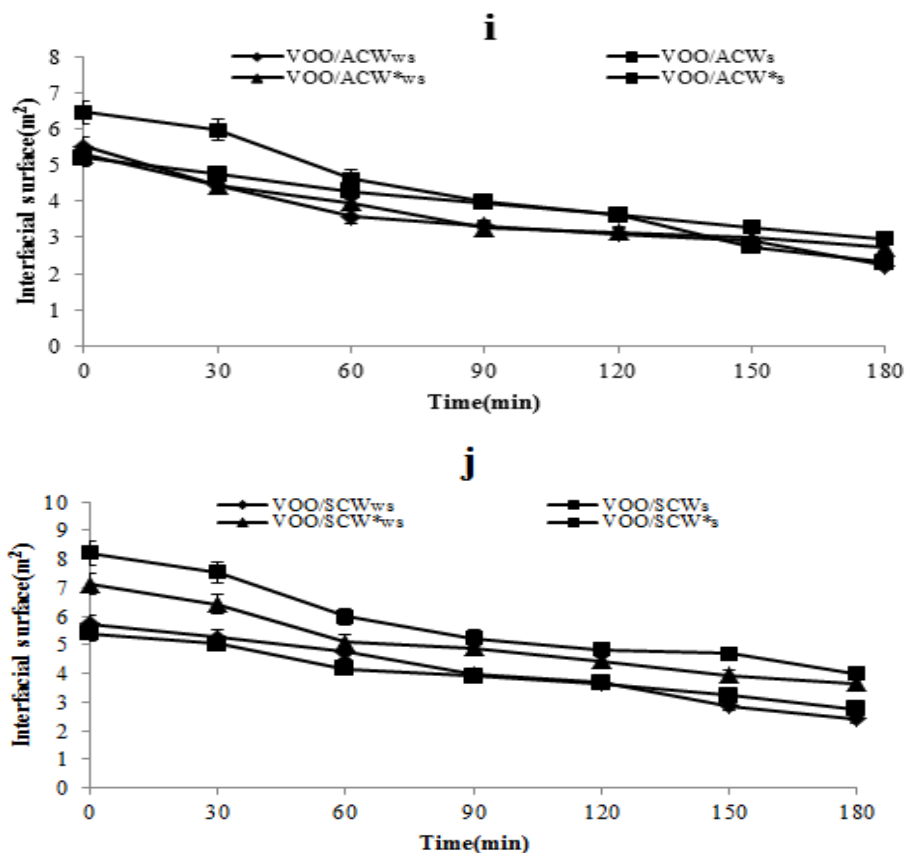 i
VOO/ACWws VOO/ACWs
VOO/ACW*ws VOO/ACW*s
8
7
6
5
4
3
2
1
0
Interfacial surface(m²)
0 30 60 90 120 150 180
Time(min)
j
VOO/SCWws VOO/SCWs
VOO/SCW*ws VOO/SCW*s
10
9
8
7
6
5
4
3
2
1
0
Interfacial surface(m²)
0 30 60 90 120 150 180
Time(min)